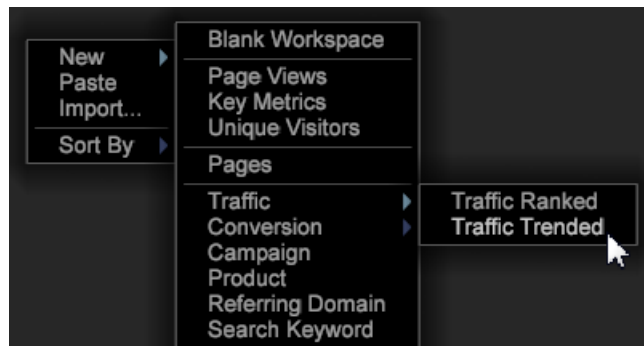 New
Paste
Import...
Sort By
Blank Workspace
Page Views
Key Metrics
Unique Visitors
Pages
Traffic
Conversion
Campaign
Product
Referring Domain
Search Keyword
Traffic Ranked
Traffic Trended